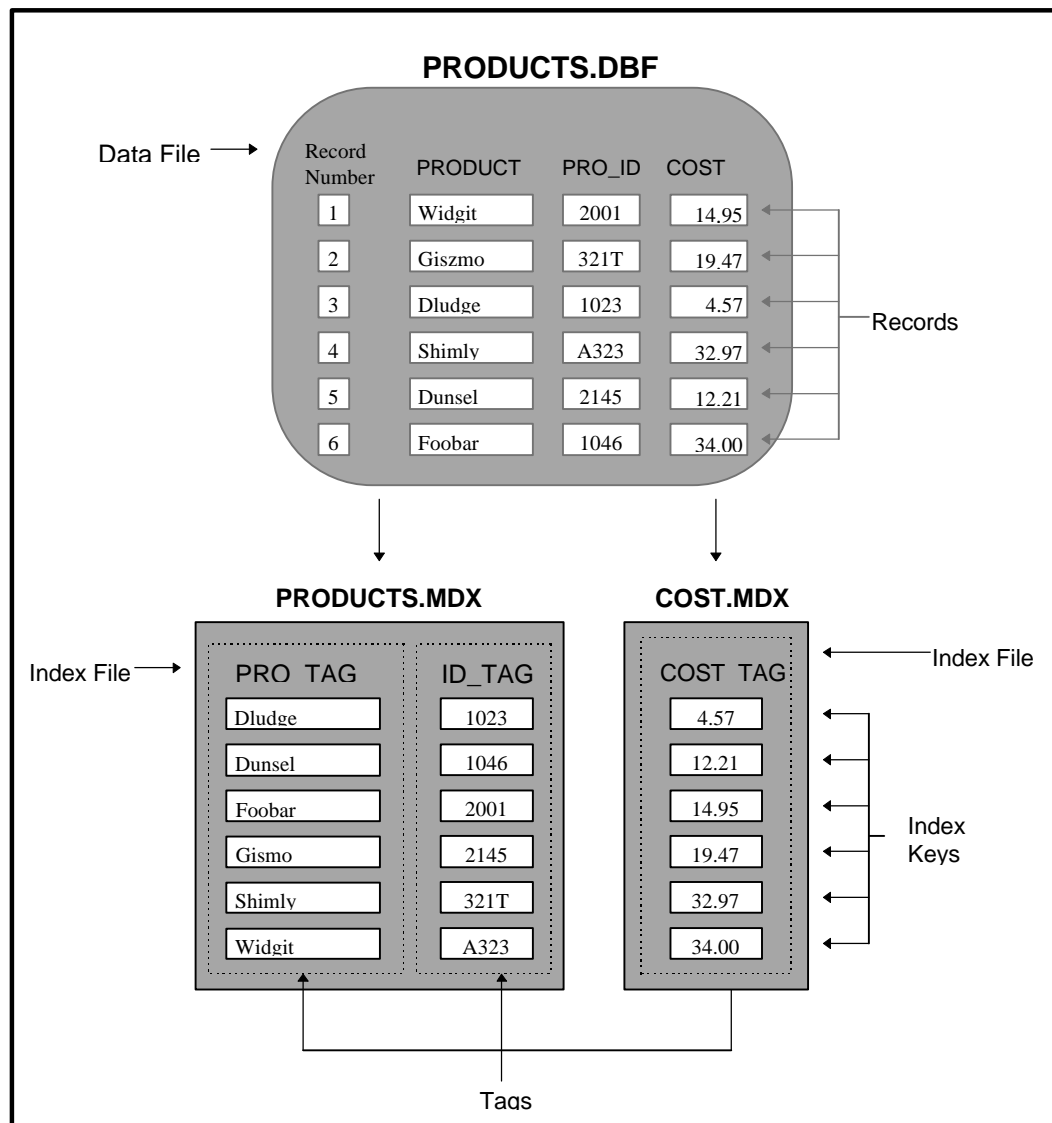 PRODUCTS.DBF
Data File
Record
Number
PRODUCT PRO_ID COST
1 Widgit 2001 14.95
2 Giszmo 321T 19.47
3 Dludge 1023 4.57
4 Shimly A323 32.97
5 Dunsel 2145 12.21
6 Foobar 1046 34.00
Records
PRODUCTS.MDX COST.MDX
Index File
Index File
PRO_TAG ID_TAG COST_TAG
Dludge 1023 4.57
Dunsel 1046 12.21
Foobar 2001 14.95
Gismo 2145 19.47
Shimly 321T 32.97
Widgit A323 34.00
Index
Keys
Tags